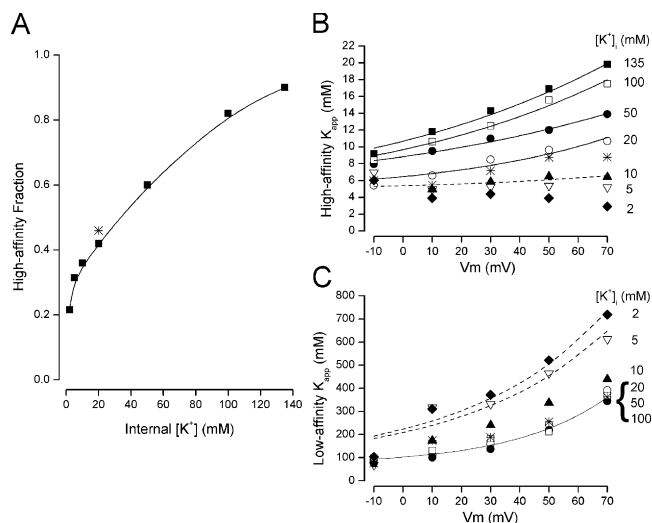 A
High-affinity Fraction
1.0
0.8
0.6
0.4
0.2
0.0
0 20 40 60 80 100 120 140
Internal [K+] (mM)
B
[K+]i (mM)
High-affinity Kapp (mM)
22
20
18
16
14
12
10
8
6
4
2
0
135
100
50
20
10
5
2
-10 0 10 20 30 40 50 60 70
Vm (mV)
C
[K+]i (mM)
Low-affinity Kapp (mM)
800
700
600
500
400
300
200
100
0
2
5
10
20
50
100
-10 0 10 20 30 40 50 60 70
Vm (mV)